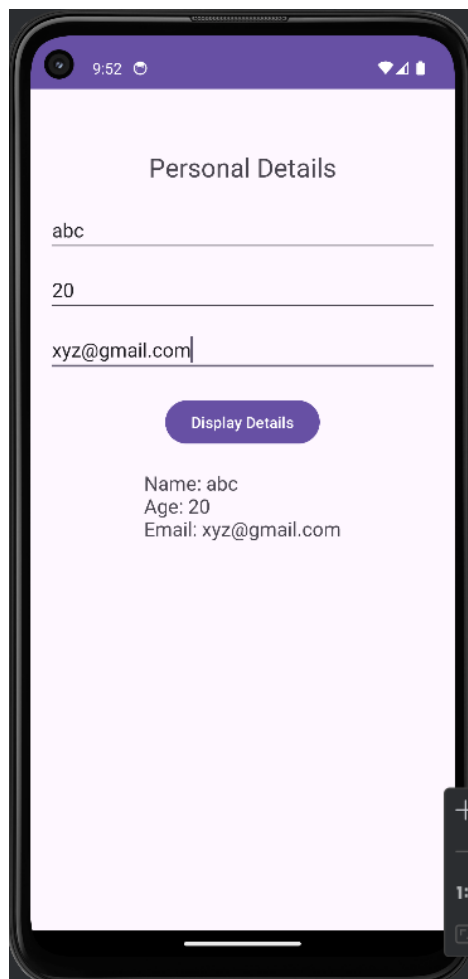 9:52
Personal Details
abc
20
xyz@gmail.com
Display Details
Name: abc
Age: 20
Email: xyz@gmail.com
1: